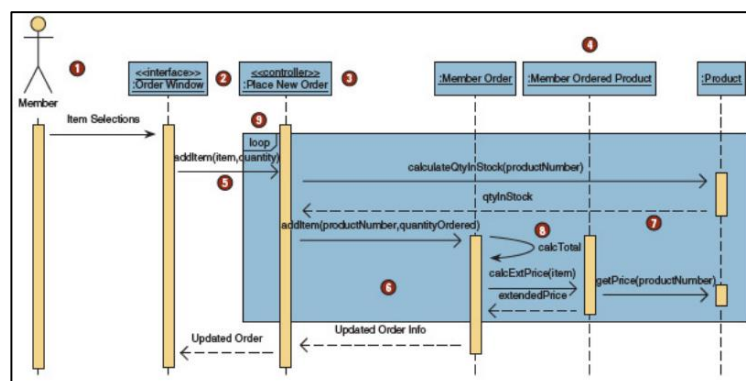 4
1
<<interface>>
:Order Window
2
<<controller>>
:Place New Order
3
:Member Order
:Member Ordered Product
:Product
Member
Item Selections
9
loop
addItem(item,quantity)
calculateQtyInStock(productNumber)
5
qtyInStock
7
addItem(productNumber,quantityOrdered)
8
calcTotal
calcExtPrice(item)
getPrice(productNumber)
6
extendedPrice
Updated Order Info
Updated Order